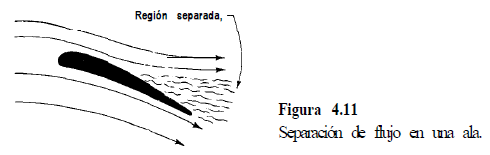 Región separada,
Figura 4.11
Separación de flujo en una ala.